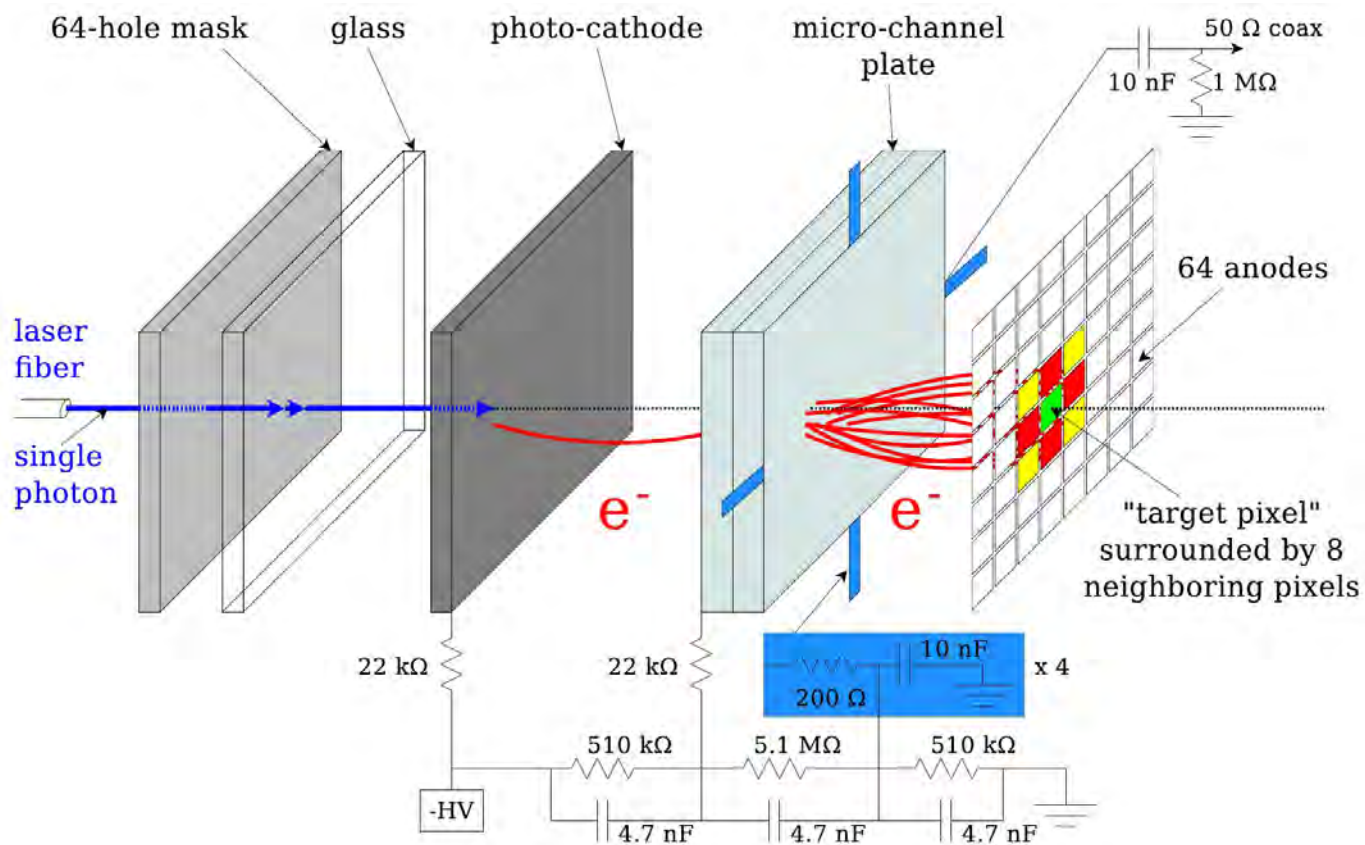 64-hole mask
glass
photo-cathode
micro-channel
plate
50 Ω coax
10 nF
1 MΩ
64 anodes
laser
fiber
single
photon
e-
e-
"target pixel"
surrounded by 8
neighboring pixels
22 kΩ
22 kΩ
10 nF
200 Ω
x 4
510 kΩ
5.1 MΩ
510 kΩ
-HV
4.7 nF
4.7 nF
4.7 nF